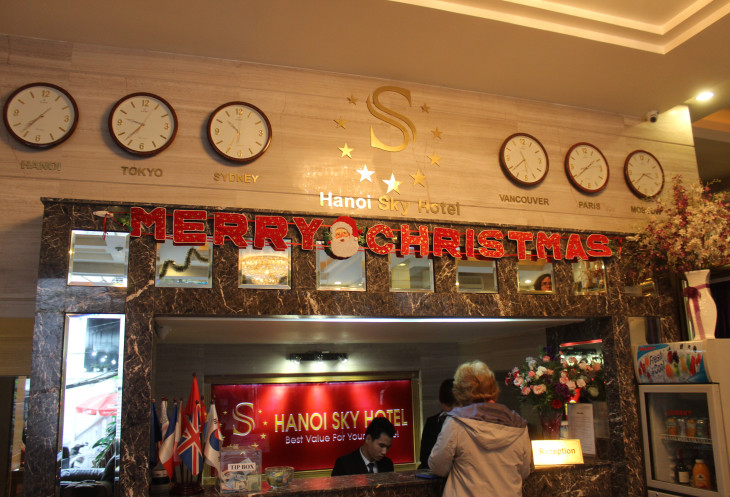 S
HANOI
TOKYO
SYDNEY
VANCOUVER
PARIS
Hanoi Sky Hotel
MERRY CHRISTMAS
S
HANOI SKY HOTEL
Best Value For Your
TIP BOX
Reception
Fresh